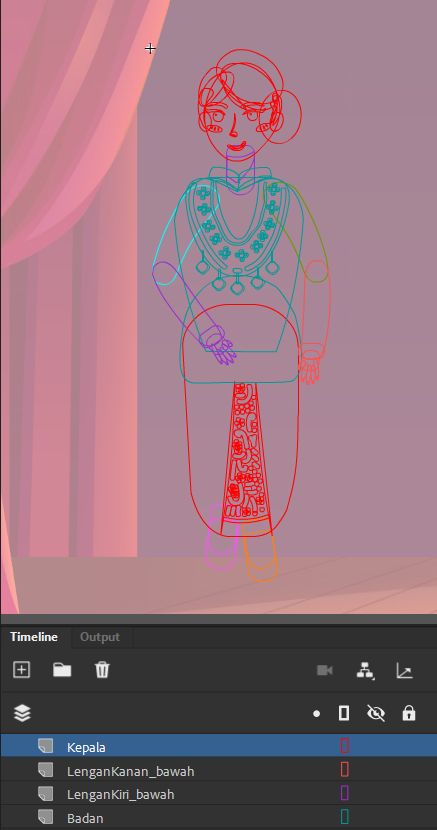 Timeline Output
Kepala
LenganKanan_bawah
LenganKiri_bawah
Badan